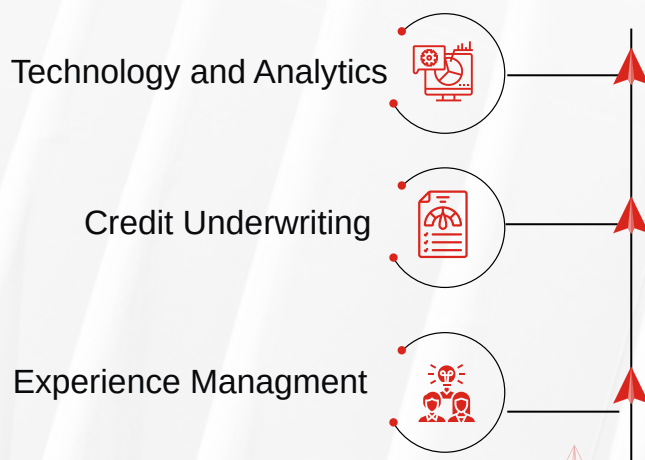 Technology and Analytics
Credit Underwriting
Experience Managment